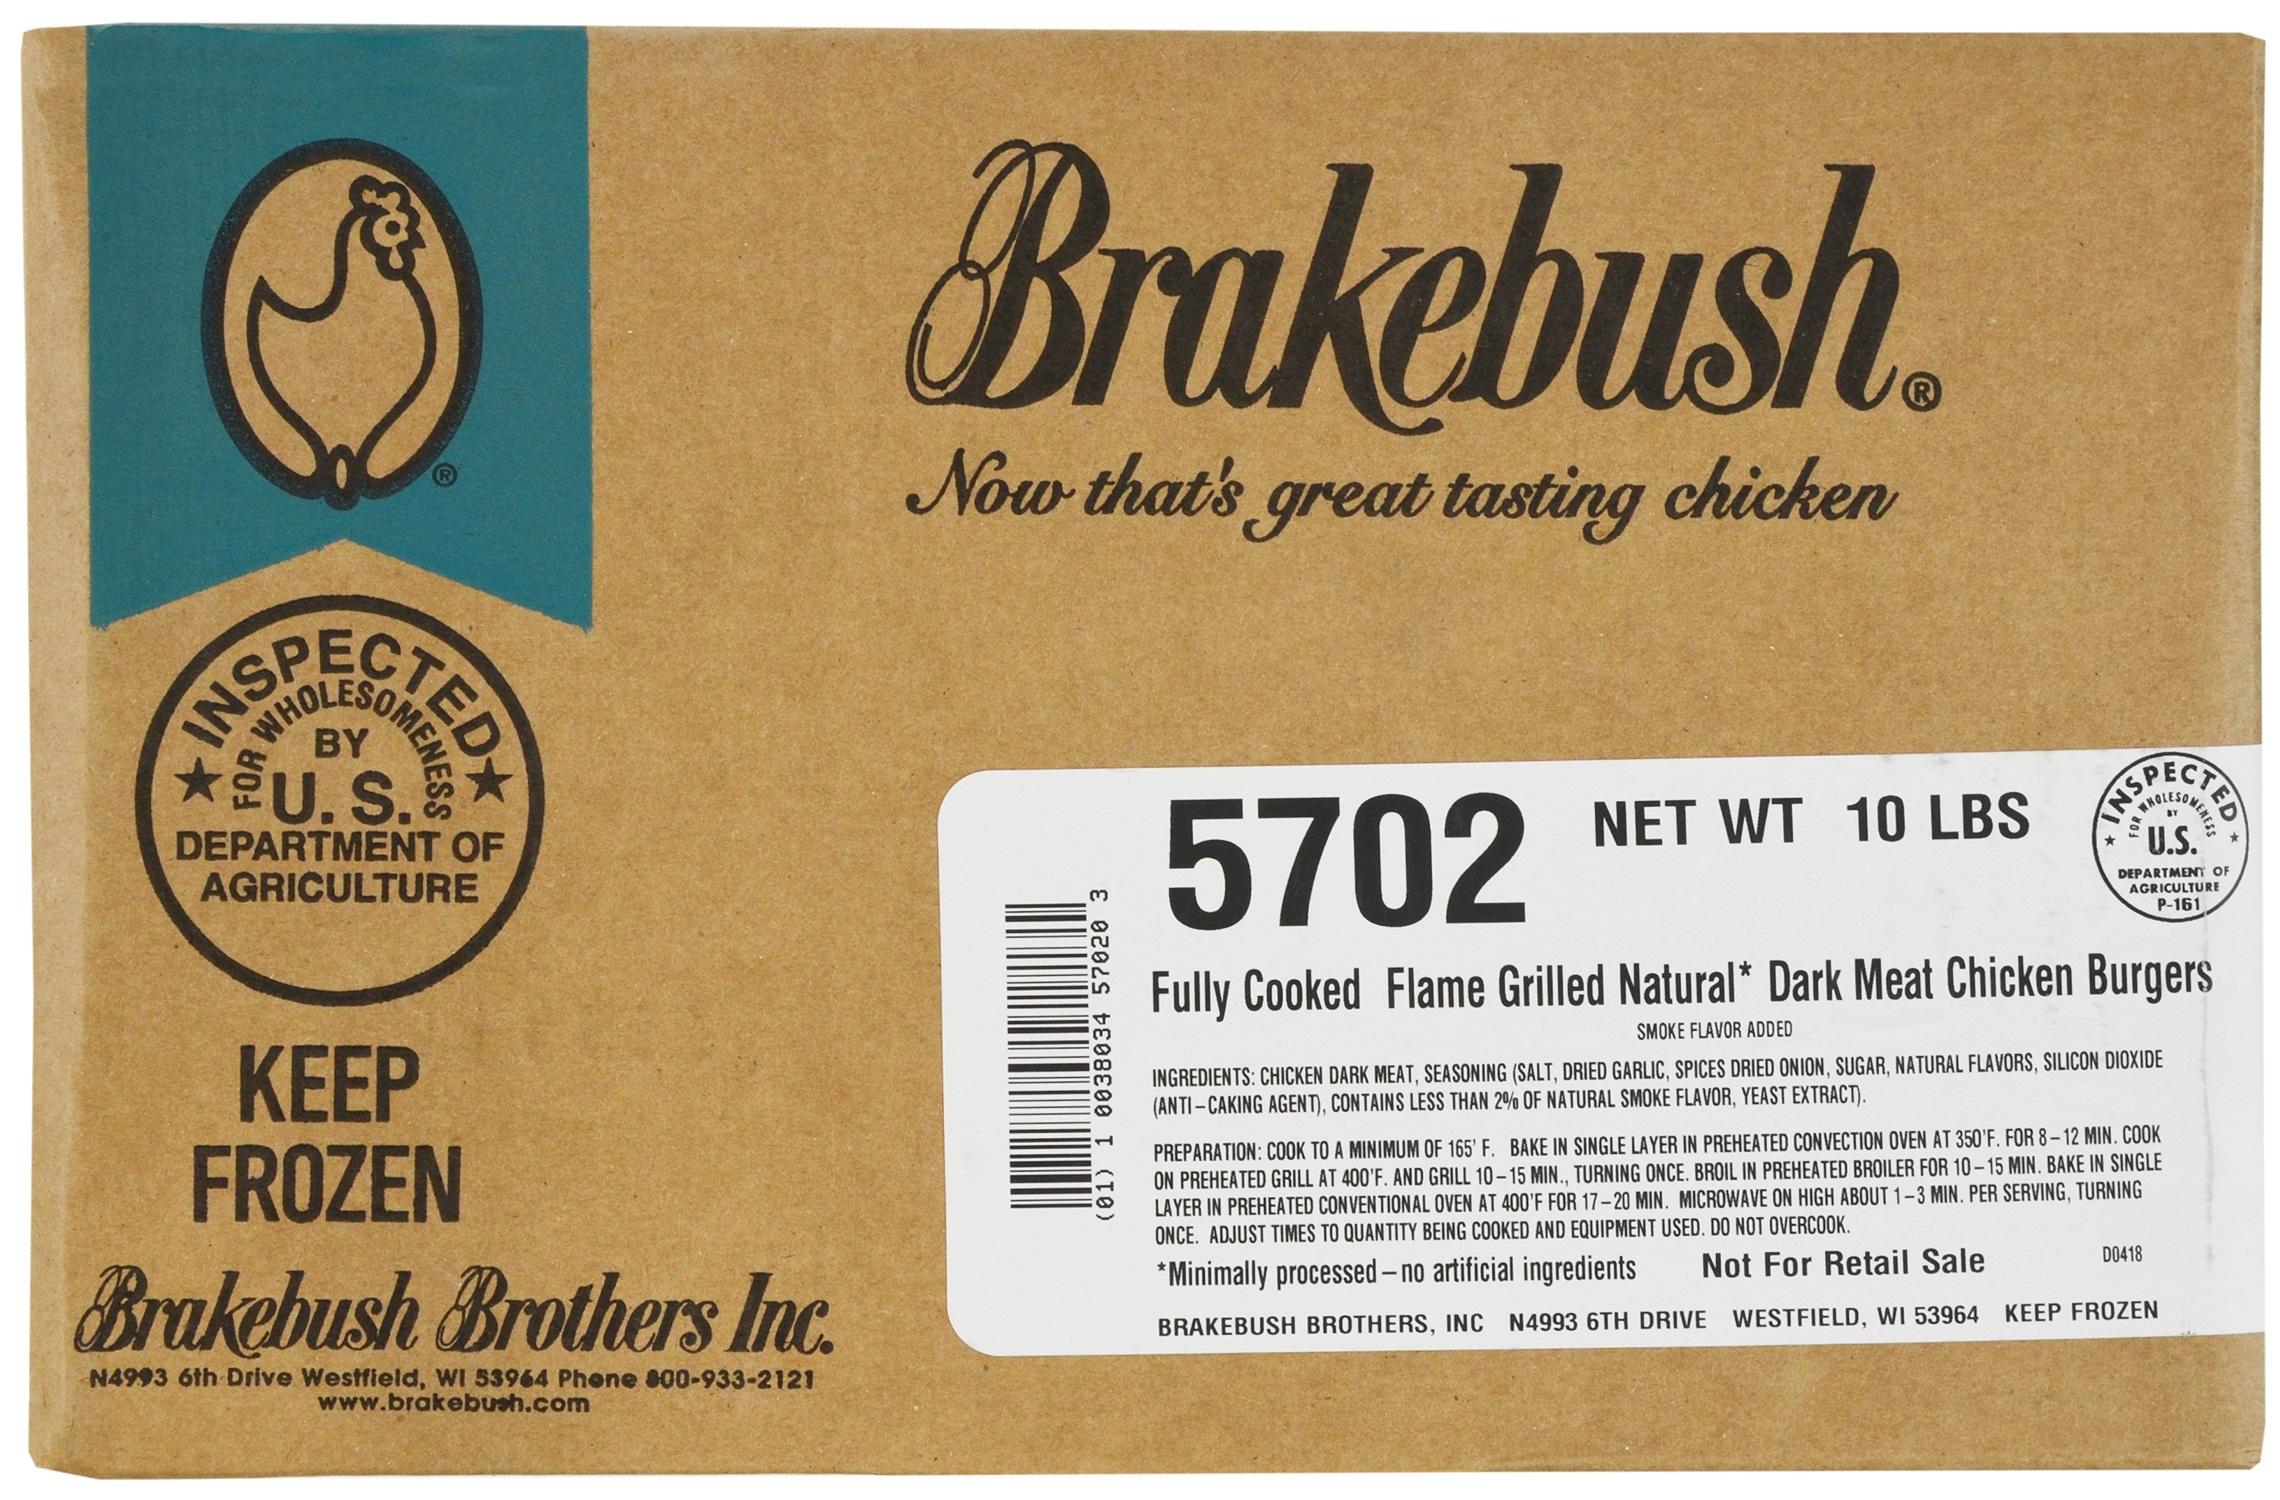 Brakebush®
Now that's great tasting chicken
®
INSPECTED
FOR WHOLESOMENESS
BY
U.S.
DEPARTMENT OF
AGRICULTURE
KEEP
FROZEN
Brakebush Brothers Inc.
N4993 6th Drive Westfield, WI 53964 Phone 800-933-2121
www.brakebush.com
5702 NET WT 10 LBS
INSPECTED
FOR WHOLESOMENESS
BY
U.S.
DEPARTMENT OF
AGRICULTURE
P-161
(01) 1 0038034 57020 3
Fully Cooked Flame Grilled Natural* Dark Meat Chicken Burgers
SMOKE FLAVOR ADDED
INGREDIENTS: CHICKEN DARK MEAT, SEASONING (SALT, DRIED GARLIC, SPICES DRIED ONION, SUGAR, NATURAL FLAVORS, SILICON DIOXIDE
(ANTI-CAKING AGENT), CONTAINS LESS THAN 2% OF NATURAL SMOKE FLAVOR, YEAST EXTRACT).
PREPARATION: COOK TO A MINIMUM OF 165' F. BAKE IN SINGLE LAYER IN PREHEATED CONVECTION OVEN AT 350'F. FOR 8-12 MIN. COOK
ON PREHEATED GRILL AT 400'F. AND GRILL 10-15 MIN., TURNING ONCE. BROIL IN PREHEATED BROILER FOR 10-15 MIN. BAKE IN SINGLE
LAYER IN PREHEATED CONVENTIONAL OVEN AT 400'F FOR 17-20 MIN. MICROWAVE ON HIGH ABOUT 1-3 MIN. PER SERVING, TURNING
ONCE. ADJUST TIMES TO QUANTITY BEING COOKED AND EQUIPMENT USED. DO NOT OVERCOOK.
*Minimally processed-no artificial ingredients Not For Retail Sale D0418
BRAKEBUSH BROTHERS, INC N4993 6TH DRIVE WESTFIELD, WI 53964 KEEP FROZEN